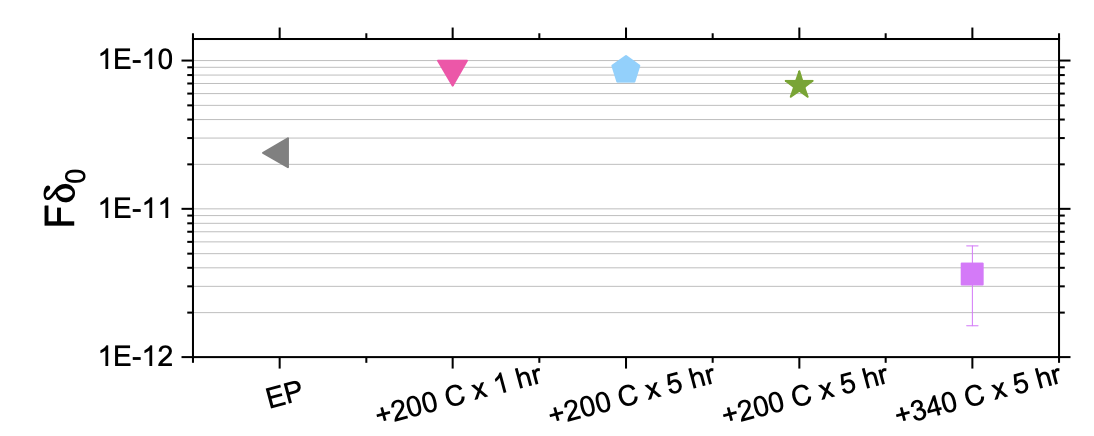 Fδ₀
1E-10
1E-11
1E-12
EP
+200 C x 1 hr
+200 C x 5 hr
+200 C x 5 hr
+340 C x 5 hr